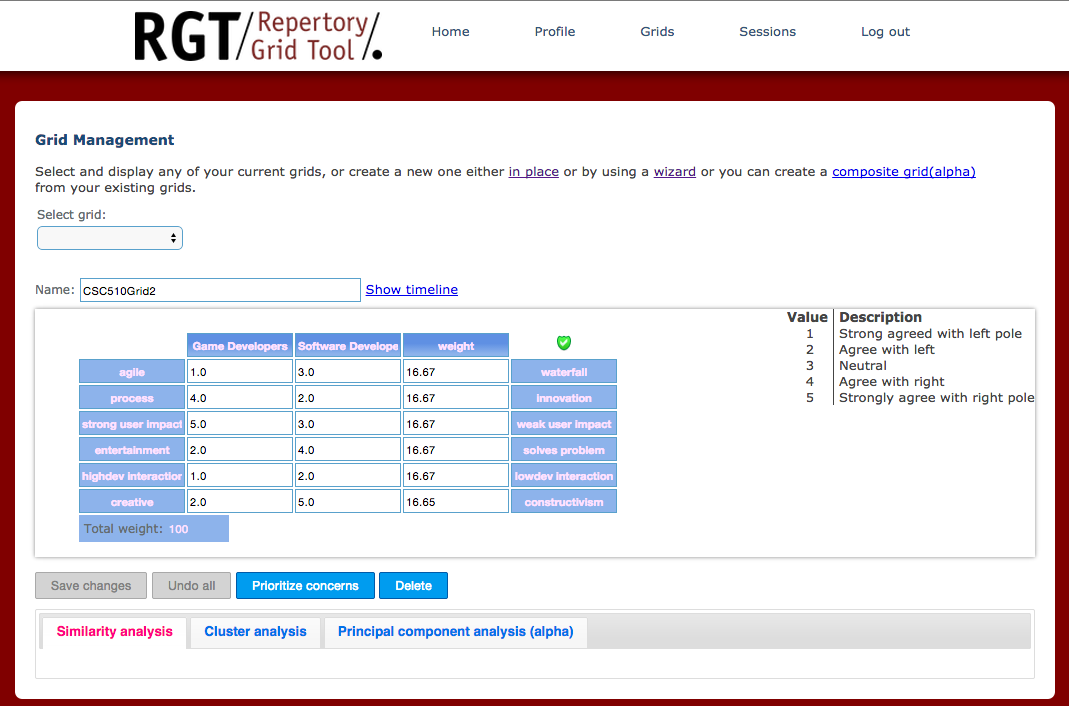 RGT/Repertory Grid Tool/.
Home Profile Grids Sessions Log out
Grid Management
Select and display any of your current grids, or create a new one either in place or by using a wizard or you can create a composite grid(alpha)
from your existing grids.
Select grid:
Name: CSC510Grid2 Show timeline
Game Developers Software Develope weight
agile 1.0 3.0 16.67 waterfall
process 4.0 2.0 16.67 innovation
strong user impact 5.0 3.0 16.67 weak user impact
entertainment 2.0 4.0 16.67 solves problem
highdev interaction 1.0 2.0 16.67 lowdev interaction
creative 2.0 5.0 16.65 constructivism
Total weight: 100
Value Description
1 Strong agreed with left pole
2 Agree with left
3 Neutral
4 Agree with right
5 Strongly agree with right pole
Save changes Undo all Prioritize concerns Delete
Similarity analysis Cluster analysis Principal component analysis (alpha)